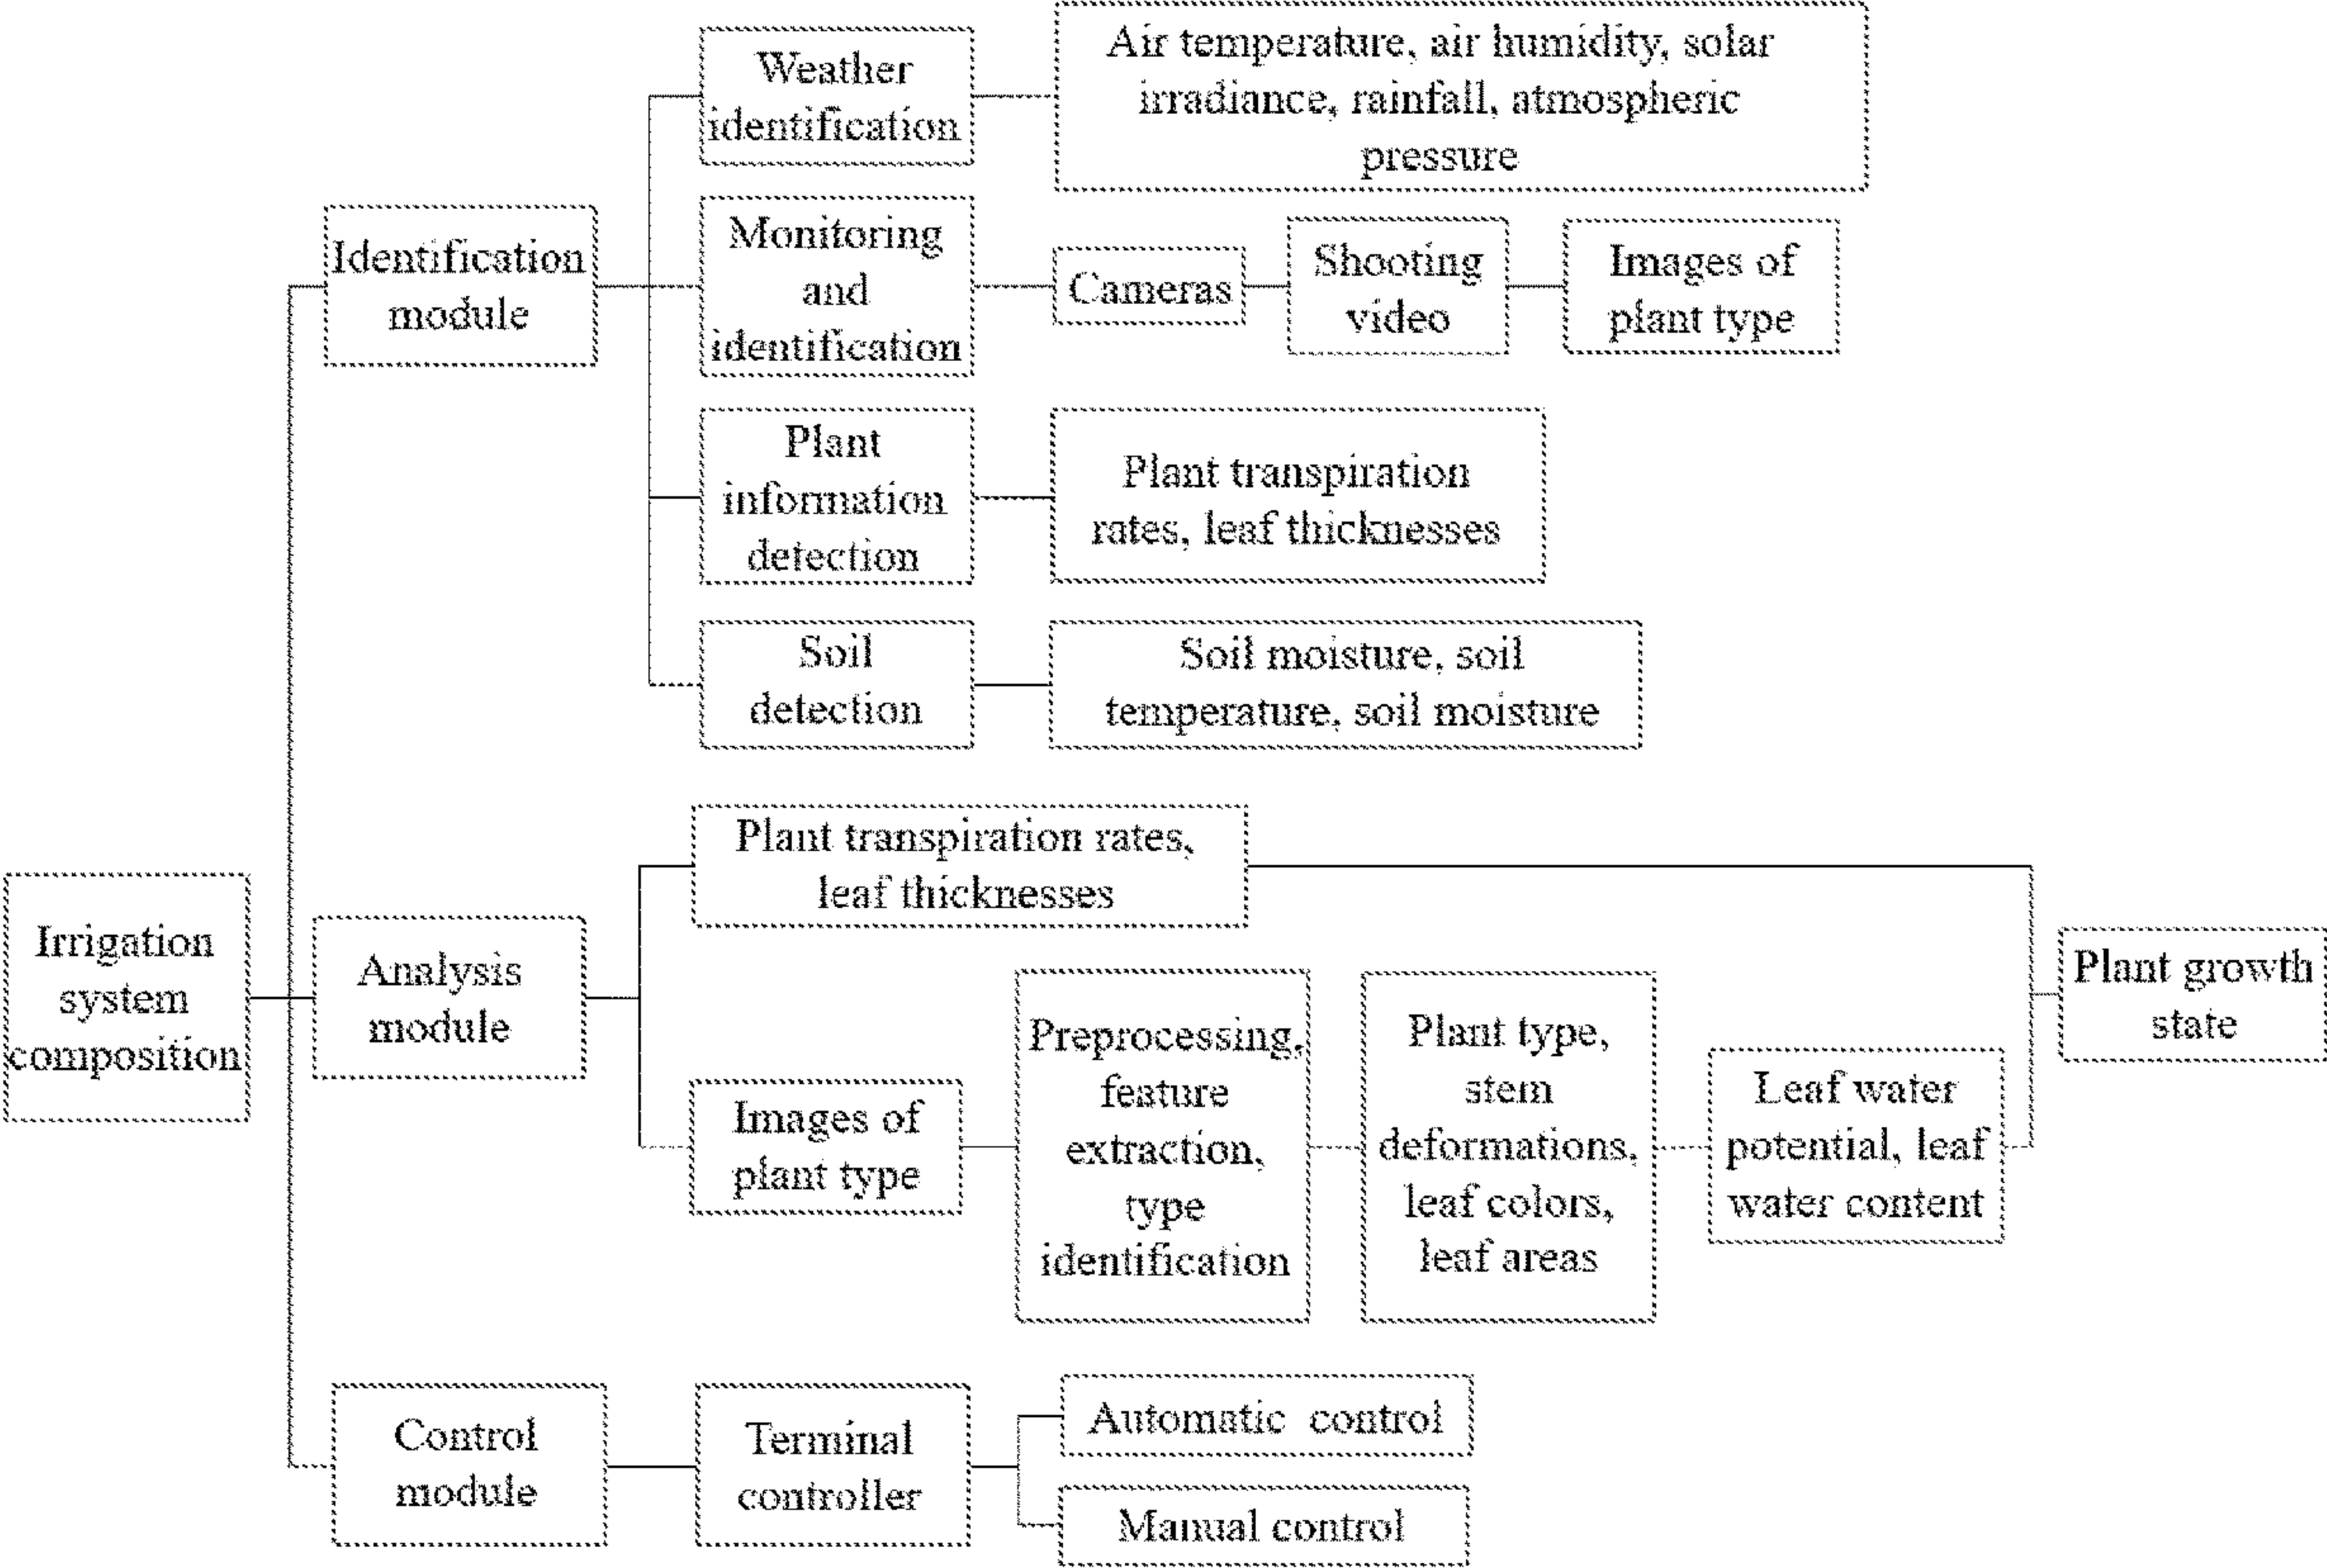 Weather
identification
Air temperature, air humidity, solar
irradiance, rainfall, atmospheric
pressure
Identification
module
Monitoring
and
identification
Cameras
Shooting
video
Images of
plant type
Plant
information
detection
Plant transpiration
rates, leaf thicknesses
Soil
detection
Soil moisture, soil
temperature, soil moisture
Irrigation
system
composition
Analysis
module
Plant transpiration rates,
leaf thicknesses
Images of
plant type
Preprocessing,
feature
extraction,
type
identification
Plant type,
stem
deformations,
leaf colors,
leaf areas
Leaf water
potential, leaf
water content
Plant growth
state
Control
module
Terminal
controller
Automatic control
Manual control